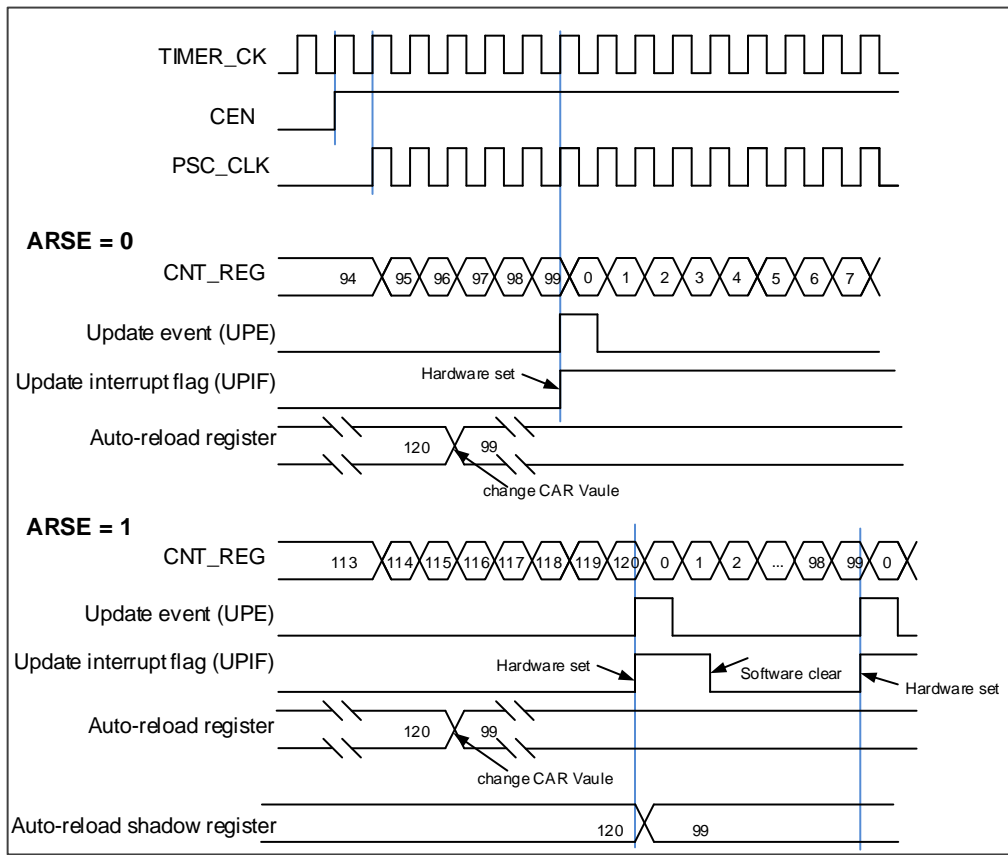 TIMER_CK
CEN
PSC_CLK
ARSE = 0
CNT_REG 94 95 96 97 98 99 0 1 2 3 4 5 6 7
Update event (UPE)
Update interrupt flag (UPIF) Hardware set
Auto-reload register 120 99
change CAR Vaule
ARSE = 1
CNT_REG 113 114 115 116 117 118 119 120 0 1 2 ... 98 99 0
Update event (UPE)
Update interrupt flag (UPIF) Hardware set Software clear Hardware set
Auto-reload register 120 99
change CAR Vaule
Auto-reload shadow register 120 99